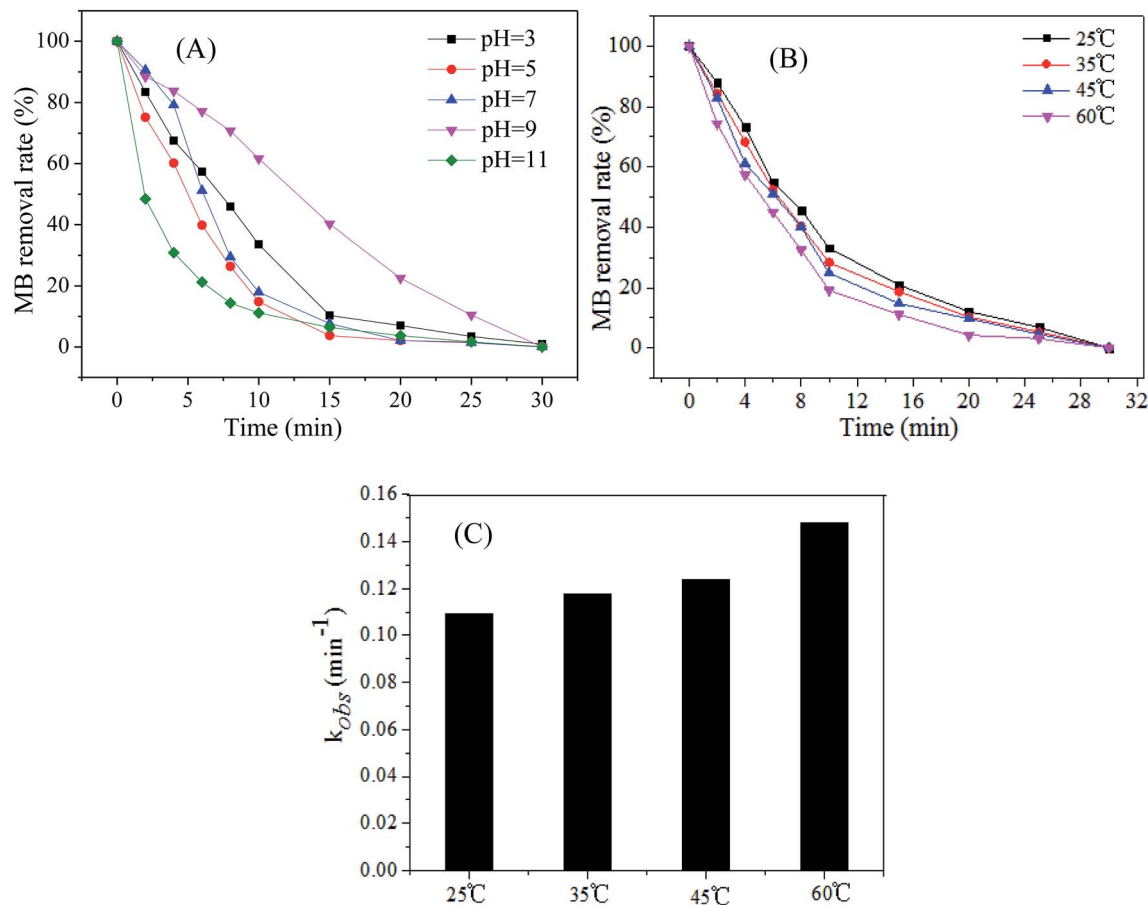 (A)
pH=3
pH=5
pH=7
pH=9
pH=11
MB removal rate (%)
100
80
60
40
20
0
0 5 10 15 20 25 30
Time (min)
(B)
25℃
35℃
45℃
60℃
MB removal rate (%)
100
80
60
40
20
0
0 4 8 12 16 20 24 28 32
Time (min)
(C)
k_Obs (min⁻¹)
0.16
0.14
0.12
0.10
0.08
0.06
0.04
0.02
0.00
25℃ 35℃ 45℃ 60℃